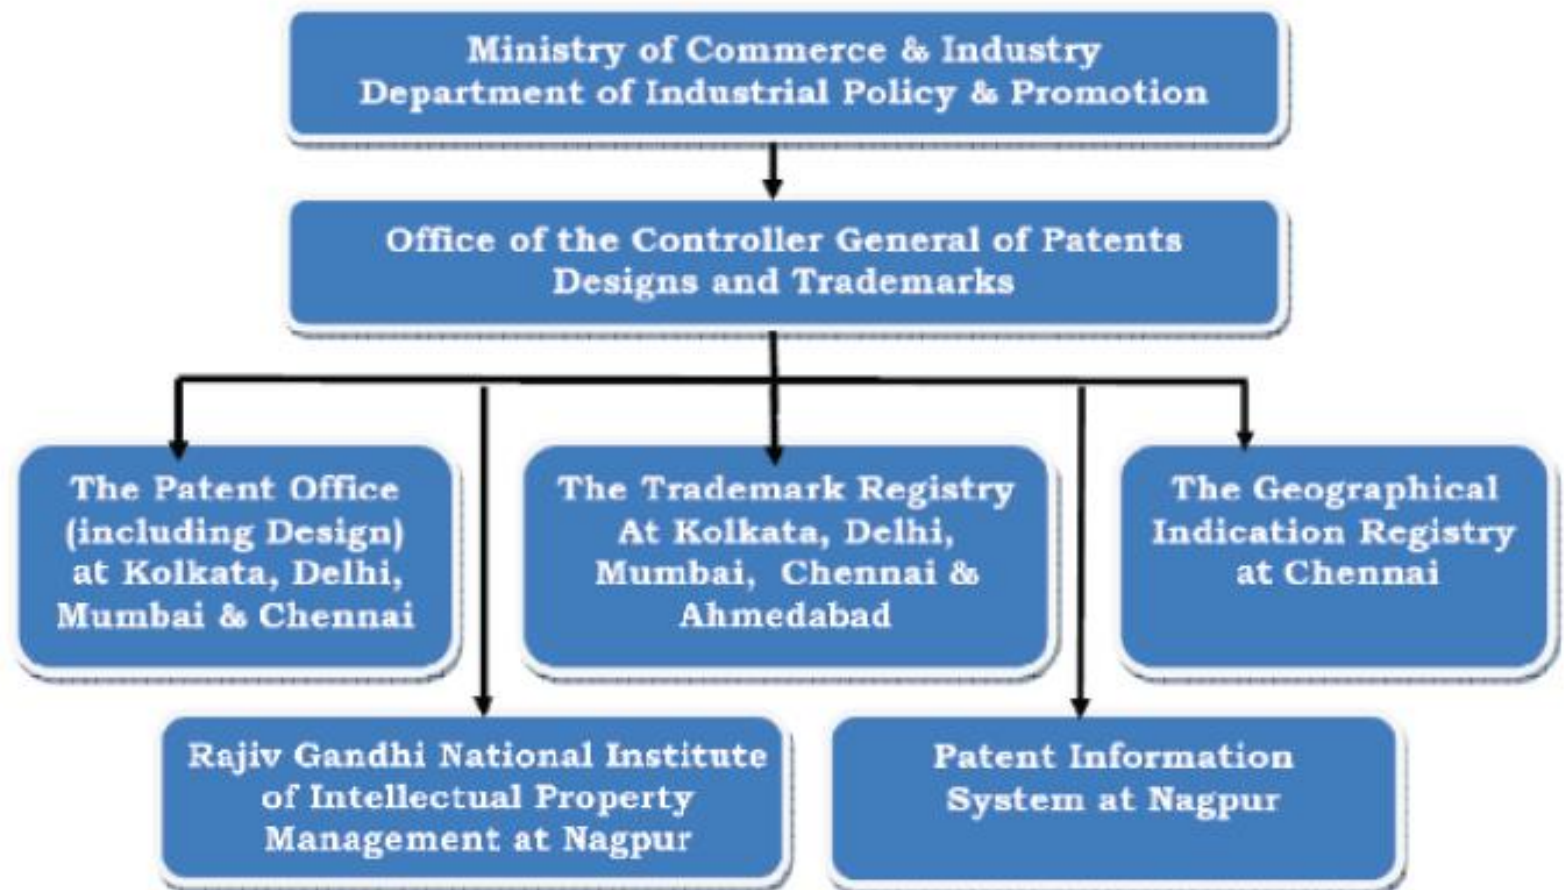 Ministry of Commerce & Industry
Department of Industrial Policy & Promotion
Office of the Controller General of Patents
Designs and Trademarks
The Patent Office
(including Design)
at Kolkata, Delhi,
Mumbai & Chennai
The Trademark Registry
At Kolkata, Delhi,
Mumbai, Chennai &
Ahmedabad
The Geographical
Indication Registry
at Chennai
Rajiv Gandhi National Institute
of Intellectual Property
Management at Nagpur
Patent Information
System at Nagpur